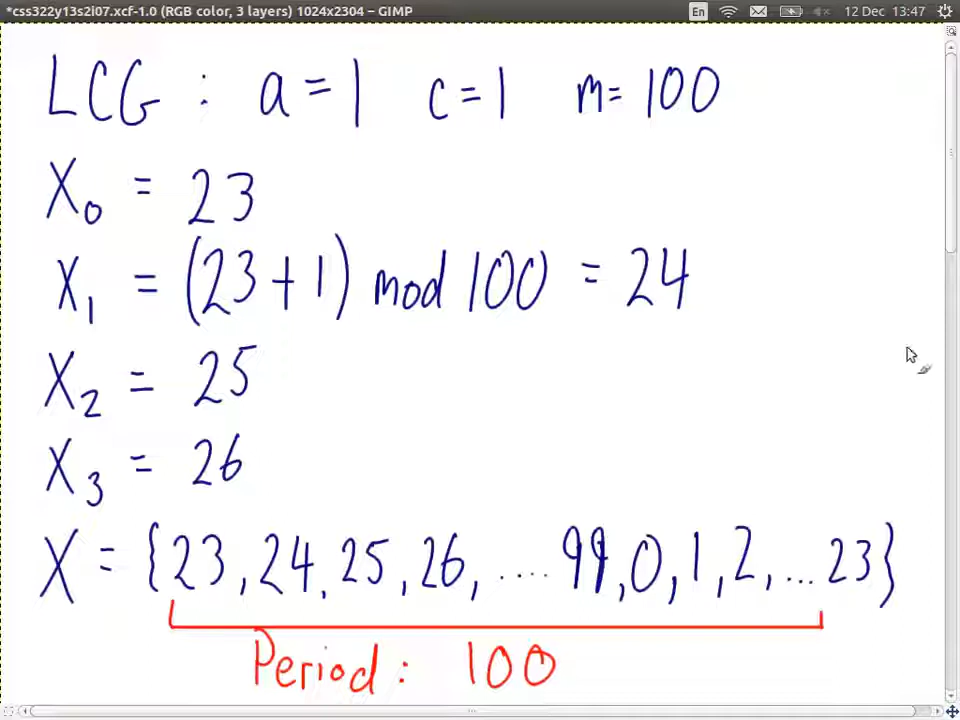 *css322y13s2i07.xcf-1.0 (RGB color, 3 layers) 1024x2304 – GIMP En 12 Dec 13:47
LCG : a = 1 c = 1 m = 100
X0 = 23
X1 = (23 + 1) mod 100 = 24
X2 = 25
X3 = 26
X = {23, 24, 25, 26, .... 99, 0, 1, 2, ... 23}
Period : 100